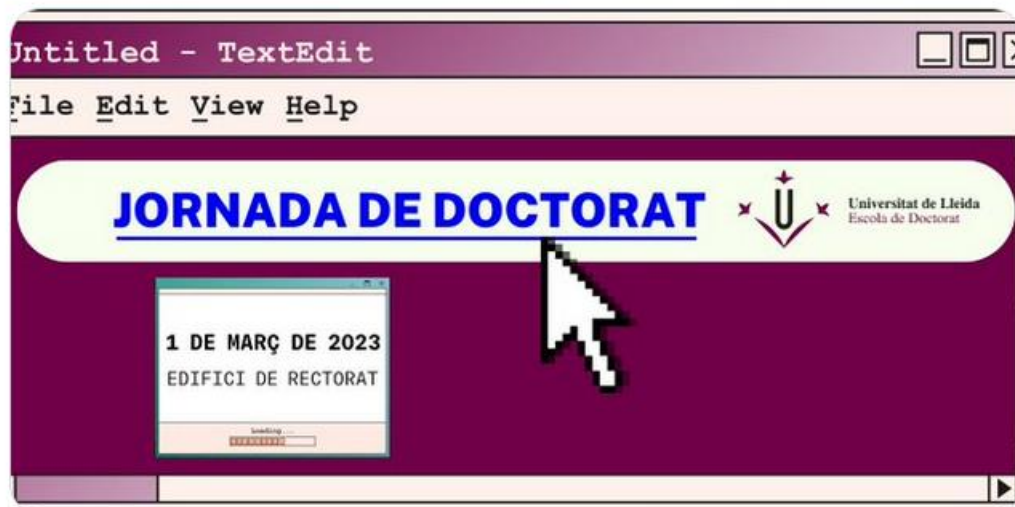 Untitled - TextEdit
File Edit View Help
JORNADA DE DOCTORAT
Universitat de Lleida
Escola de Doctorat
1 DE MARÇ DE 2023
EDIFICI DE RECTORAT
Loading...